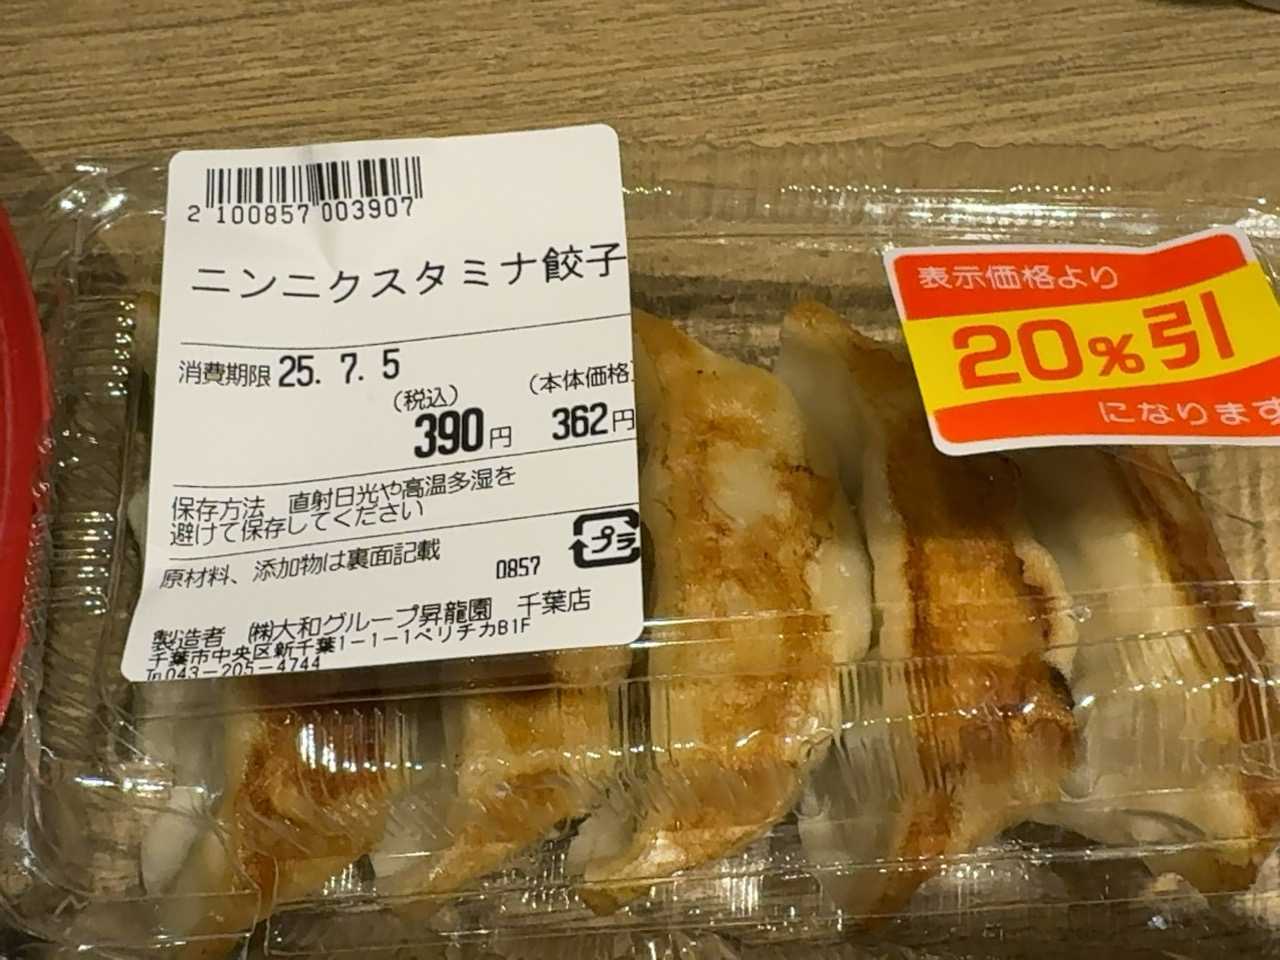 2 100857 003907
ニンニクスタミナ餃子
消費期限 25. 7. 5
(税込) (本体価格)
390円 362円
保存方法 直射日光や高温多湿を
避けて保存してください
原材料、添加物は裏面記載
プラ
0857
製造者 ㈱大和グループ昇龍園 千葉店
千葉市中央区新千葉1-1-1ペリチカB1F
℡043-205-4744
表示価格より
20%引
になります